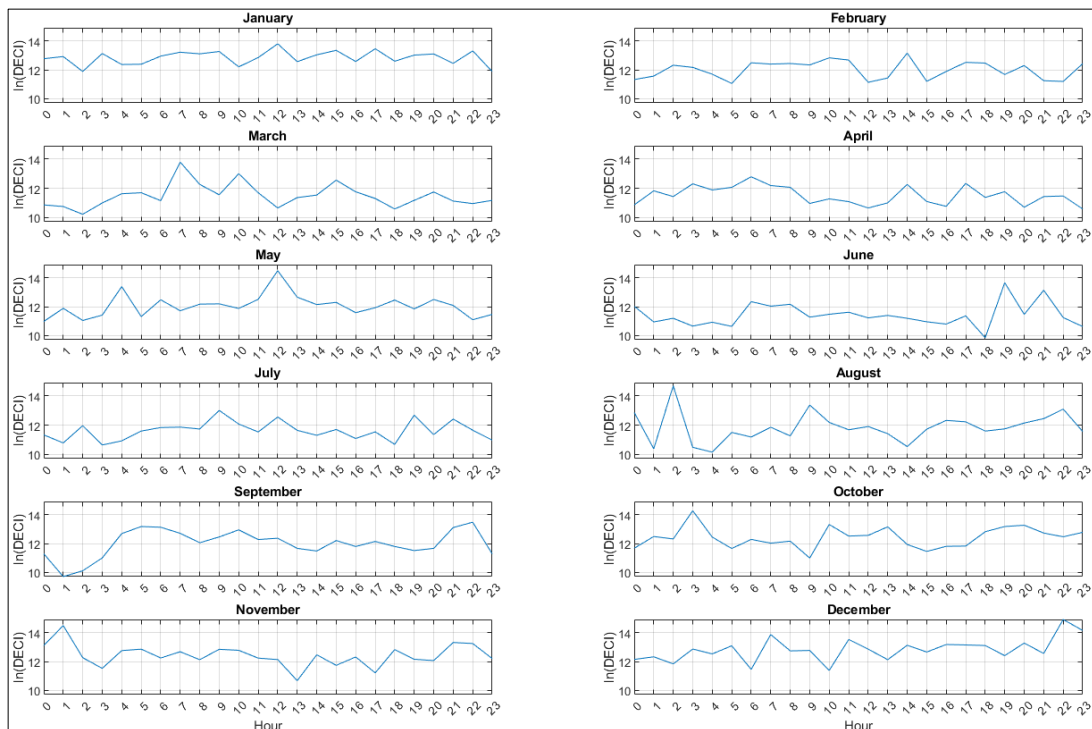 January
February
ln(DECI)
14
12
10
0 1 2 3 4 5 6 7 8 9 10 11 12 13 14 15 16 17 18 19 20 21 22 23
ln(DECI)
14
12
10
0 1 2 3 4 5 6 7 8 9 10 11 12 13 14 15 16 17 18 19 20 21 22 23
March
April
ln(DECI)
14
12
10
0 1 2 3 4 5 6 7 8 9 10 11 12 13 14 15 16 17 18 19 20 21 22 23
ln(DECI)
14
12
10
0 1 2 3 4 5 6 7 8 9 10 11 12 13 14 15 16 17 18 19 20 21 22 23
May
June
ln(DECI)
14
12
10
0 1 2 3 4 5 6 7 8 9 10 11 12 13 14 15 16 17 18 19 20 21 22 23
ln(DECI)
14
12
10
0 1 2 3 4 5 6 7 8 9 10 11 12 13 14 15 16 17 18 19 20 21 22 23
July
August
ln(DECI)
14
12
10
0 1 2 3 4 5 6 7 8 9 10 11 12 13 14 15 16 17 18 19 20 21 22 23
ln(DECI)
14
12
10
0 1 2 3 4 5 6 7 8 9 10 11 12 13 14 15 16 17 18 19 20 21 22 23
September
October
ln(DECI)
14
12
10
0 1 2 3 4 5 6 7 8 9 10 11 12 13 14 15 16 17 18 19 20 21 22 23
ln(DECI)
14
12
10
0 1 2 3 4 5 6 7 8 9 10 11 12 13 14 15 16 17 18 19 20 21 22 23
November
December
ln(DECI)
14
12
10
0 1 2 3 4 5 6 7 8 9 10 11 12 13 14 15 16 17 18 19 20 21 22 23
Hour
ln(DECI)
14
12
10
0 1 2 3 4 5 6 7 8 9 10 11 12 13 14 15 16 17 18 19 20 21 22 23
Hour